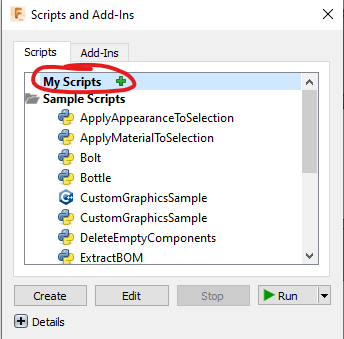 Scripts and Add-Ins
Scripts Add-Ins
My Scripts
Sample Scripts
ApplyAppearanceToSelection
ApplyMaterialToSelection
Bolt
Bottle
CustomGraphicsSample
CustomGraphicsSample
DeleteEmptyComponents
ExtractBOM
Create Edit Stop Run
Details